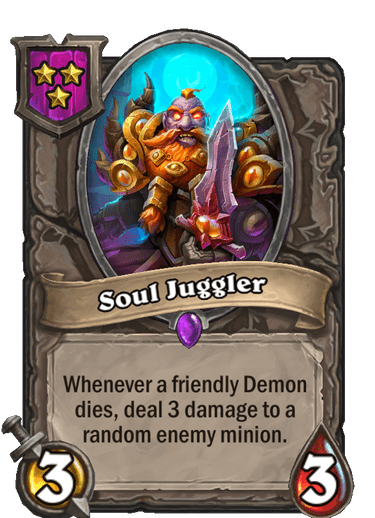 Soul Juggler
Whenever a friendly Demon
dies, deal 3 damage to a
random enemy minion.
3
3